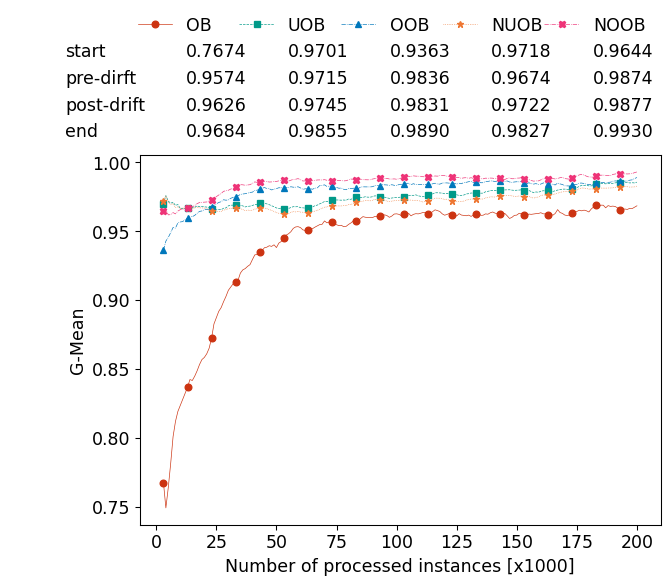 OB UOB OOB NUOB NOOB
start 0.7674 0.9701 0.9363 0.9718 0.9644
pre-dirft 0.9574 0.9715 0.9836 0.9674 0.9874
post-drift 0.9626 0.9745 0.9831 0.9722 0.9877
end 0.9684 0.9855 0.9890 0.9827 0.9930
1.00
0.95
0.90
0.85
0.80
0.75
G-Mean
0 25 50 75 100 125 150 175 200
Number of processed instances [x1000]